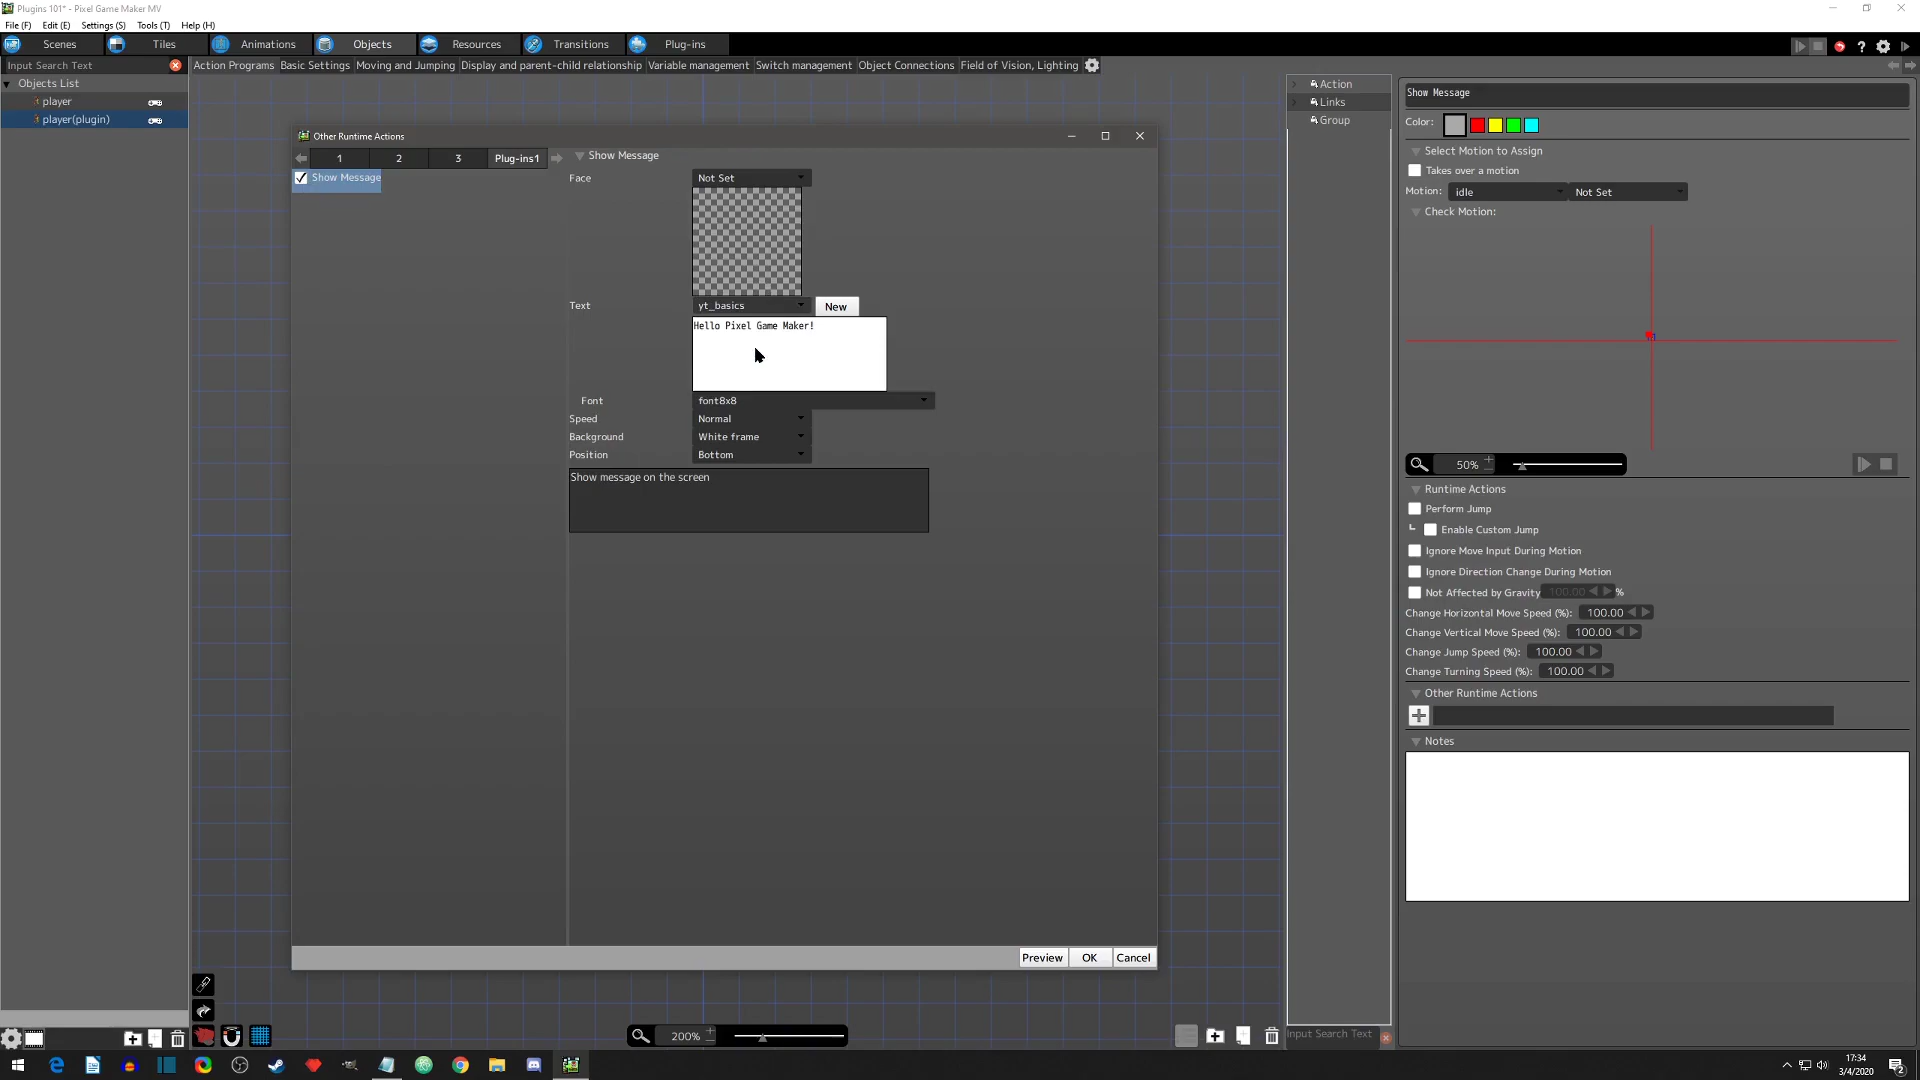 Plugins 101* - Pixel Game Maker MV
File (F) Edit (E) Settings (S) Tools (T) Help (H)
Scenes Tiles Animations Objects Resources Transitions Plug-ins
Input Search Text
Action Programs Basic Settings Moving and Jumping Display and parent-child relationship Variable management Switch management Object Connections Field of Vision, Lighting
Objects List
player
player(plugin)
Other Runtime Actions
1 2 3 Plug-ins1
Show Message
Show Message
Face Not Set
Text yt_basics New
Hello Pixel Game Maker!
Font font8x8
Speed Normal
Background White frame
Position Bottom
Show message on the screen
Preview OK Cancel
200%
Action
Links
Group
Input Search Text
Show Message
Color:
Select Motion to Assign
Takes over a motion
Motion: idle Not Set
Check Motion:
50%
Runtime Actions
Perform Jump
Enable Custom Jump
Ignore Move Input During Motion
Ignore Direction Change During Motion
Not Affected by Gravity 100.00 %
Change Horizontal Move Speed (%): 100.00
Change Vertical Move Speed (%): 100.00
Change Jump Speed (%): 100.00
Change Turning Speed (%): 100.00
Other Runtime Actions
Notes
17:34
3/4/2020
2